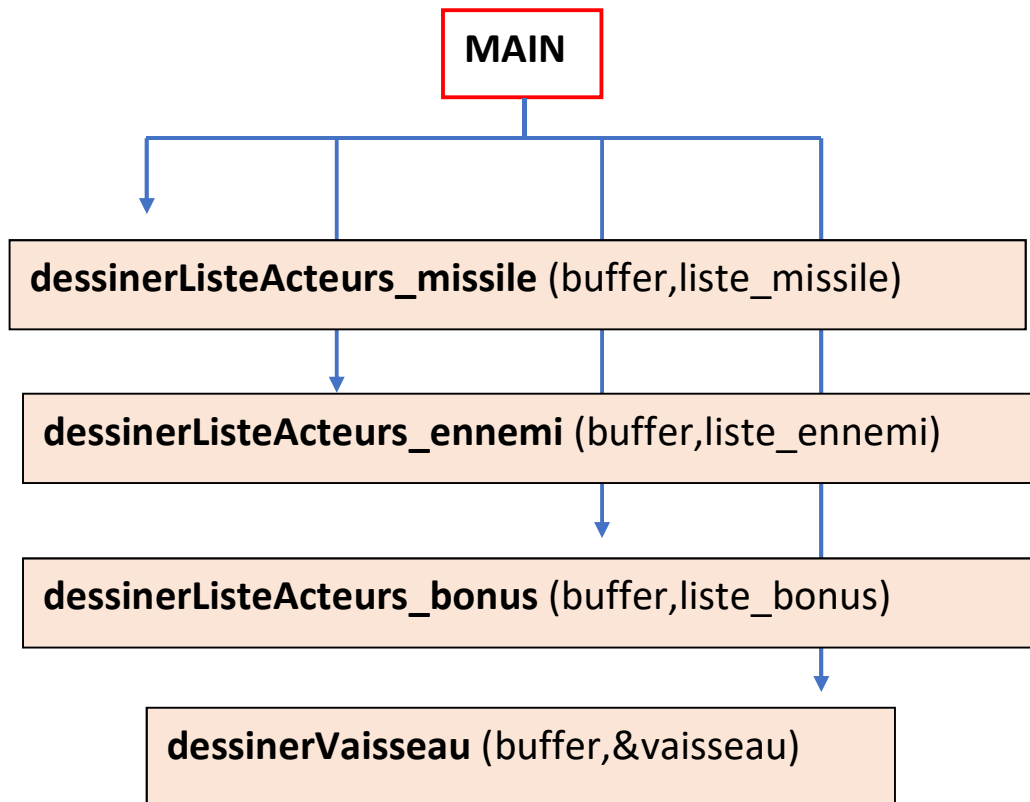 MAIN
dessinerListeActeurs_missile (buffer,liste_missile)
dessinerListeActeurs_ennemi (buffer,liste_ennemi)
dessinerListeActeurs_bonus (buffer,liste_bonus)
dessinerVaisseau (buffer,&vaisseau)